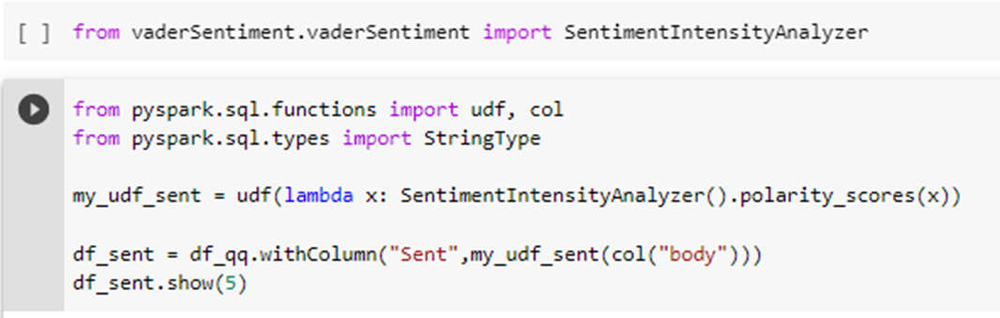 [ ] from vaderSentiment.vaderSentiment import SentimentIntensityAnalyzer
from pyspark.sql.functions import udf, col
from pyspark.sql.types import StringType
my_udf_sent = udf(lambda x: SentimentIntensityAnalyzer().polarity_scores(x))
df_sent = df_qq.withColumn("Sent",my_udf_sent(col("body")))
df_sent.show(5)